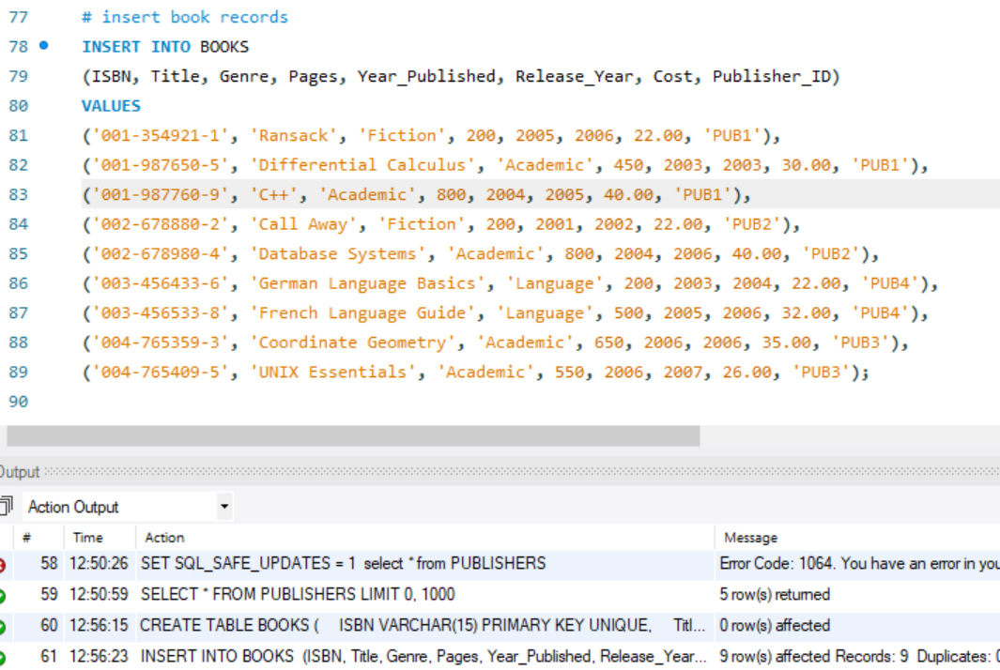 77 # insert book records
78 INSERT INTO BOOKS
79 (ISBN, Title, Genre, Pages, Year_Published, Release_Year, Cost, Publisher_ID)
80 VALUES
81 ('001-354921-1', 'Ransack', 'Fiction', 200, 2005, 2006, 22.00, 'PUB1'),
82 ('001-987650-5', 'Differential Calculus', 'Academic', 450, 2003, 2003, 30.00, 'PUB1'),
83 ('001-987760-9', 'C++', 'Academic', 800, 2004, 2005, 40.00, 'PUB1'),
84 ('002-678880-2', 'Call Away', 'Fiction', 200, 2001, 2002, 22.00, 'PUB2'),
85 ('002-678980-4', 'Database Systems', 'Academic', 800, 2004, 2006, 40.00, 'PUB2'),
86 ('003-456433-6', 'German Language Basics', 'Language', 200, 2003, 2004, 22.00, 'PUB4'),
87 ('003-456533-8', 'French Language Guide', 'Language', 500, 2005, 2006, 32.00, 'PUB4'),
88 ('004-765359-3', 'Coordinate Geometry', 'Academic', 650, 2006, 2006, 35.00, 'PUB3'),
89 ('004-765409-5', 'UNIX Essentials', 'Academic', 550, 2006, 2007, 26.00, 'PUB3');
90
Output
Action Output
# Time Action Message
58 12:50:26 SET SQL_SAFE_UPDATES = 1 select * from PUBLISHERS Error Code: 1064. You have an error in you
59 12:50:59 SELECT * FROM PUBLISHERS LIMIT 0, 1000 5 row(s) returned
60 12:56:15 CREATE TABLE BOOKS ( ISBN VARCHAR(15) PRIMARY KEY UNIQUE, Titl... 0 row(s) affected
61 12:56:23 INSERT INTO BOOKS (ISBN, Title, Genre, Pages, Year_Published, Release_Year... 9 row(s) affected Records: 9 Duplicates: